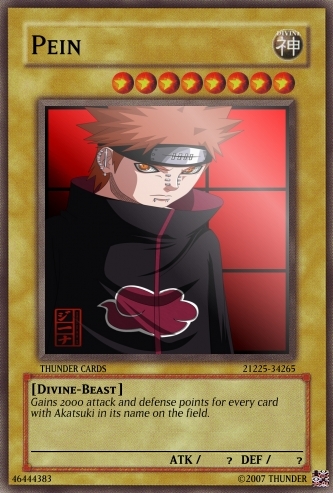 PEIN
DIVINE
神
THUNDER CARDS
21225-34265
[DIVINE-BEAST]
Gains 2000 attack and defense points for every card
with Akatsuki in its name on the field.
ATK / ? DEF / ?
46444383
©2007 THUNDER